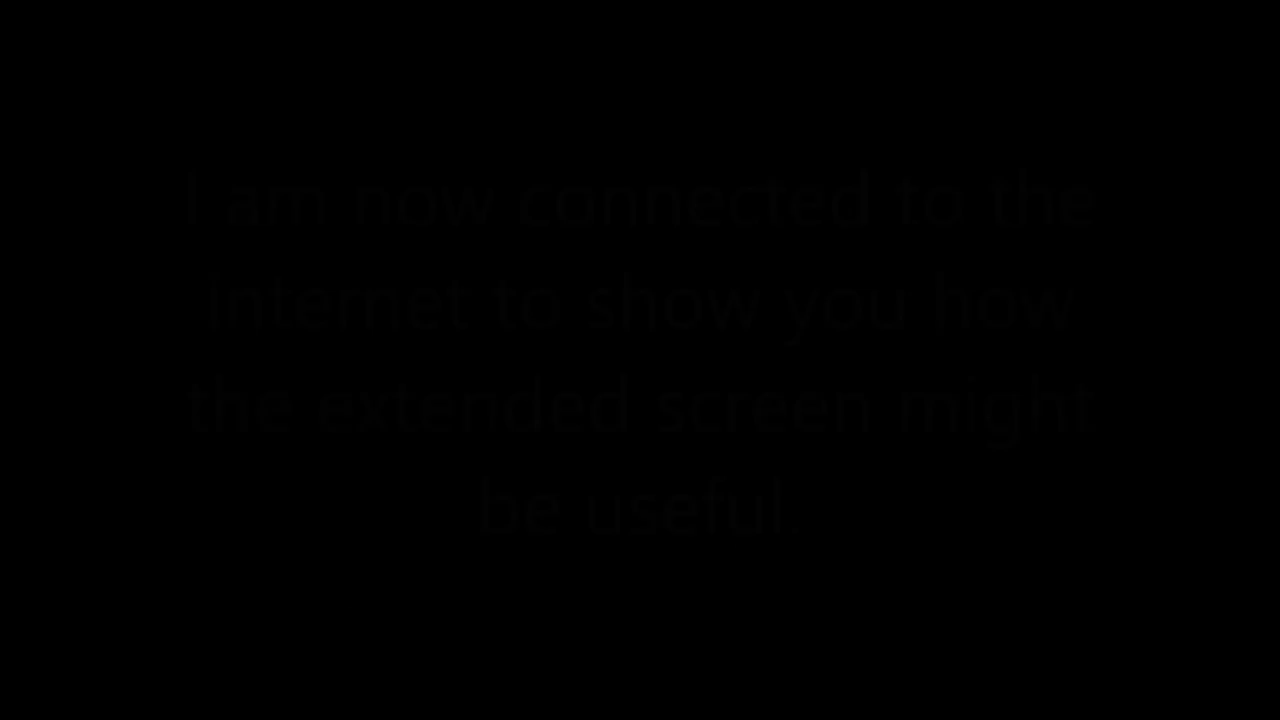 I am now connected to the
internet to show you how
the extended screen might
be useful.